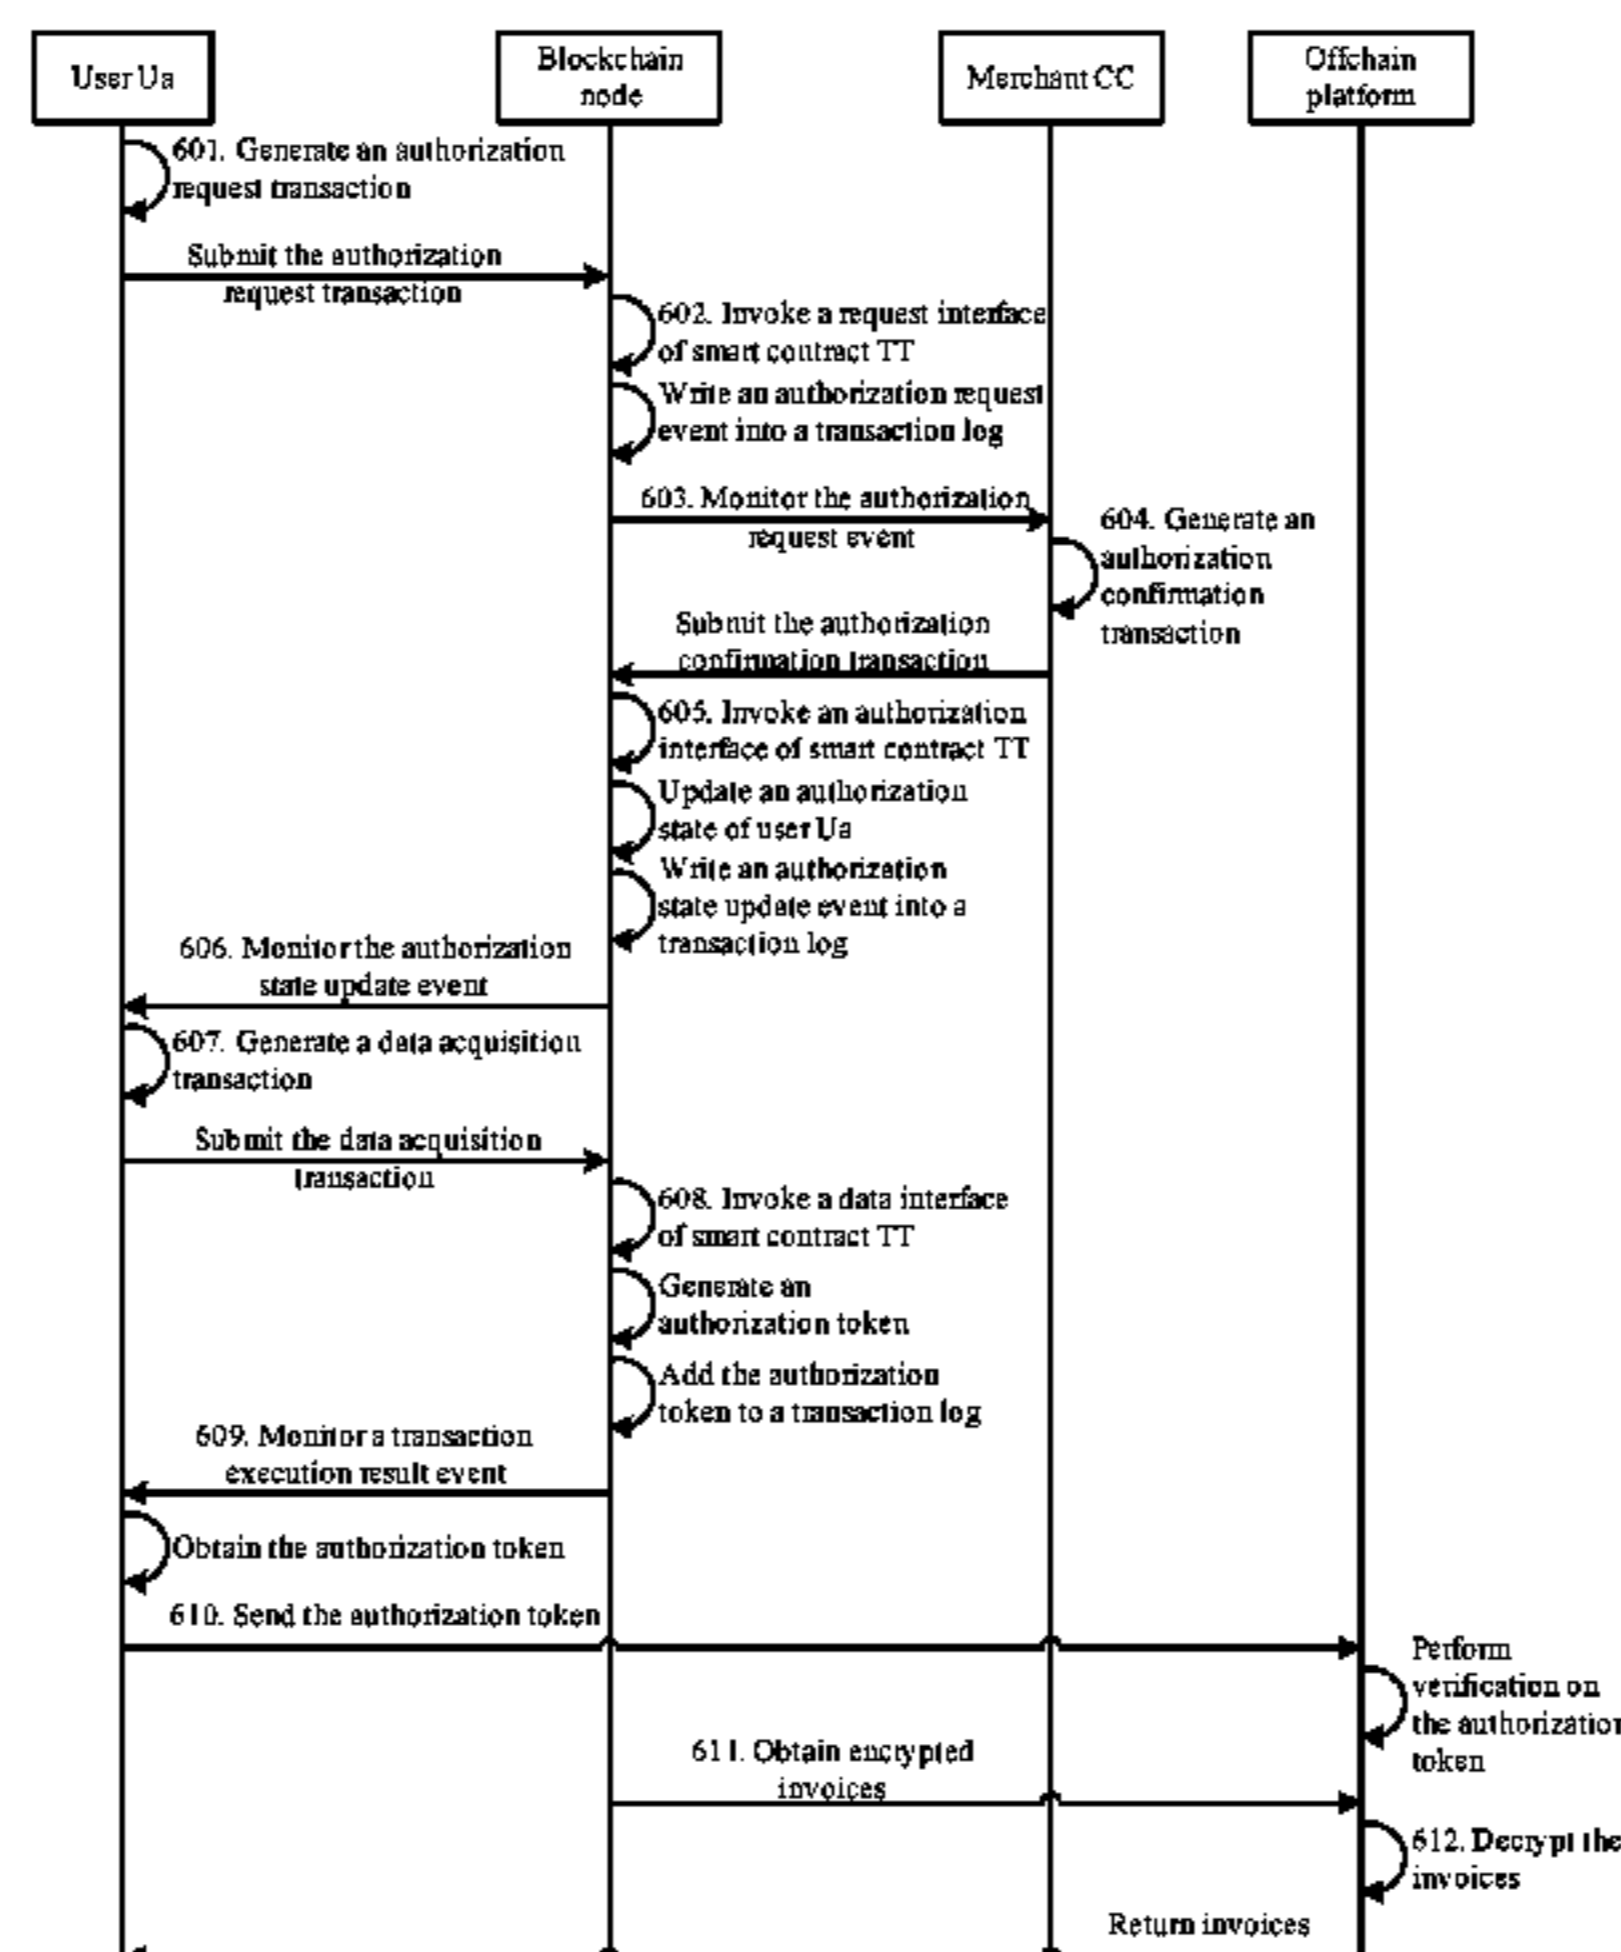 User Ua
Blockchain
node
Merchant CC
Offchain
platform
601. Generate an authorization
request transaction
Submit the authorization
request transaction
602. Invoke a request interface
of smart contract TT
Write an authorization request
event into a transaction log
603. Monitor the authorization
request event
604. Generate an
authorization
confirmation
transaction
Submit the authorization
confirmation transaction
605. Invoke an authorization
interface of smart contract TT
Update an authorization
state of user Ua
Write an authorization
state update event into a
transaction log
606. Monitor the authorization
state update event
607. Generate a data acquisition
transaction
Submit the data acquisition
transaction
608. Invoke a data interface
of smart contract TT
Generate an
authorization token
Add the authorization
token to a transaction log
609. Monitor a transaction
execution result event
Obtain the authorization token
610. Send the authorization token
Perform
verification on
the authorization
token
611. Obtain encrypted
invoices
612. Decrypt the
invoices
Return invoices